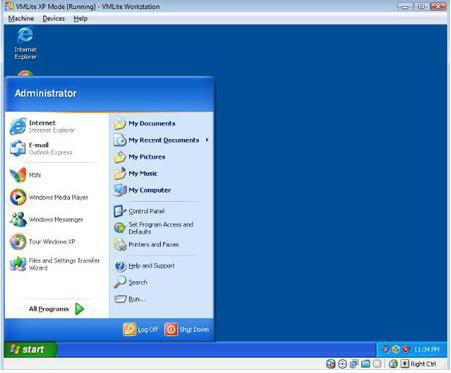 VMLite XP Mode [Running] - VMLite Workstation
Machine Devices Help
Internet Explorer
Administrator
Internet
Internet Explorer
E-mail
Outlook Express
MSN
Windows Media Player
Windows Messenger
Tour Windows XP
Files and Settings Transfer
Wizard
All Programs
My Documents
My Recent Documents
My Pictures
My Music
My Computer
Control Panel
Set Program Access and
Defaults
Printers and Faxes
Help and Support
Search
Run...
Log Off
Shut Down
start
11:34 PM
Right Ctrl